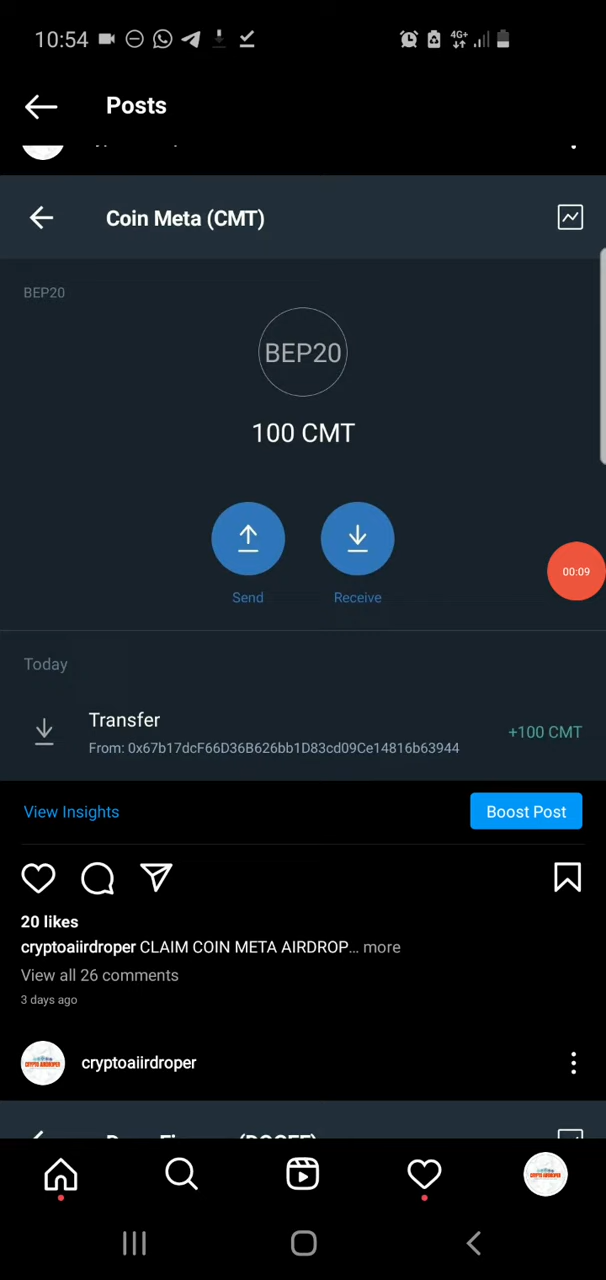 10:54
4G+
Posts
Coin Meta (CMT)
BEP20
BEP20
100 CMT
00:09
Send
Receive
Today
Transfer
+100 CMT
From: 0x67b17dcF66D36B626bb1D83cd09Ce14816b63944
View Insights
Boost Post
20 likes
cryptoaiirdroper CLAIM COIN META AIRDROP... more
View all 26 comments
3 days ago
cryptoaiirdroper